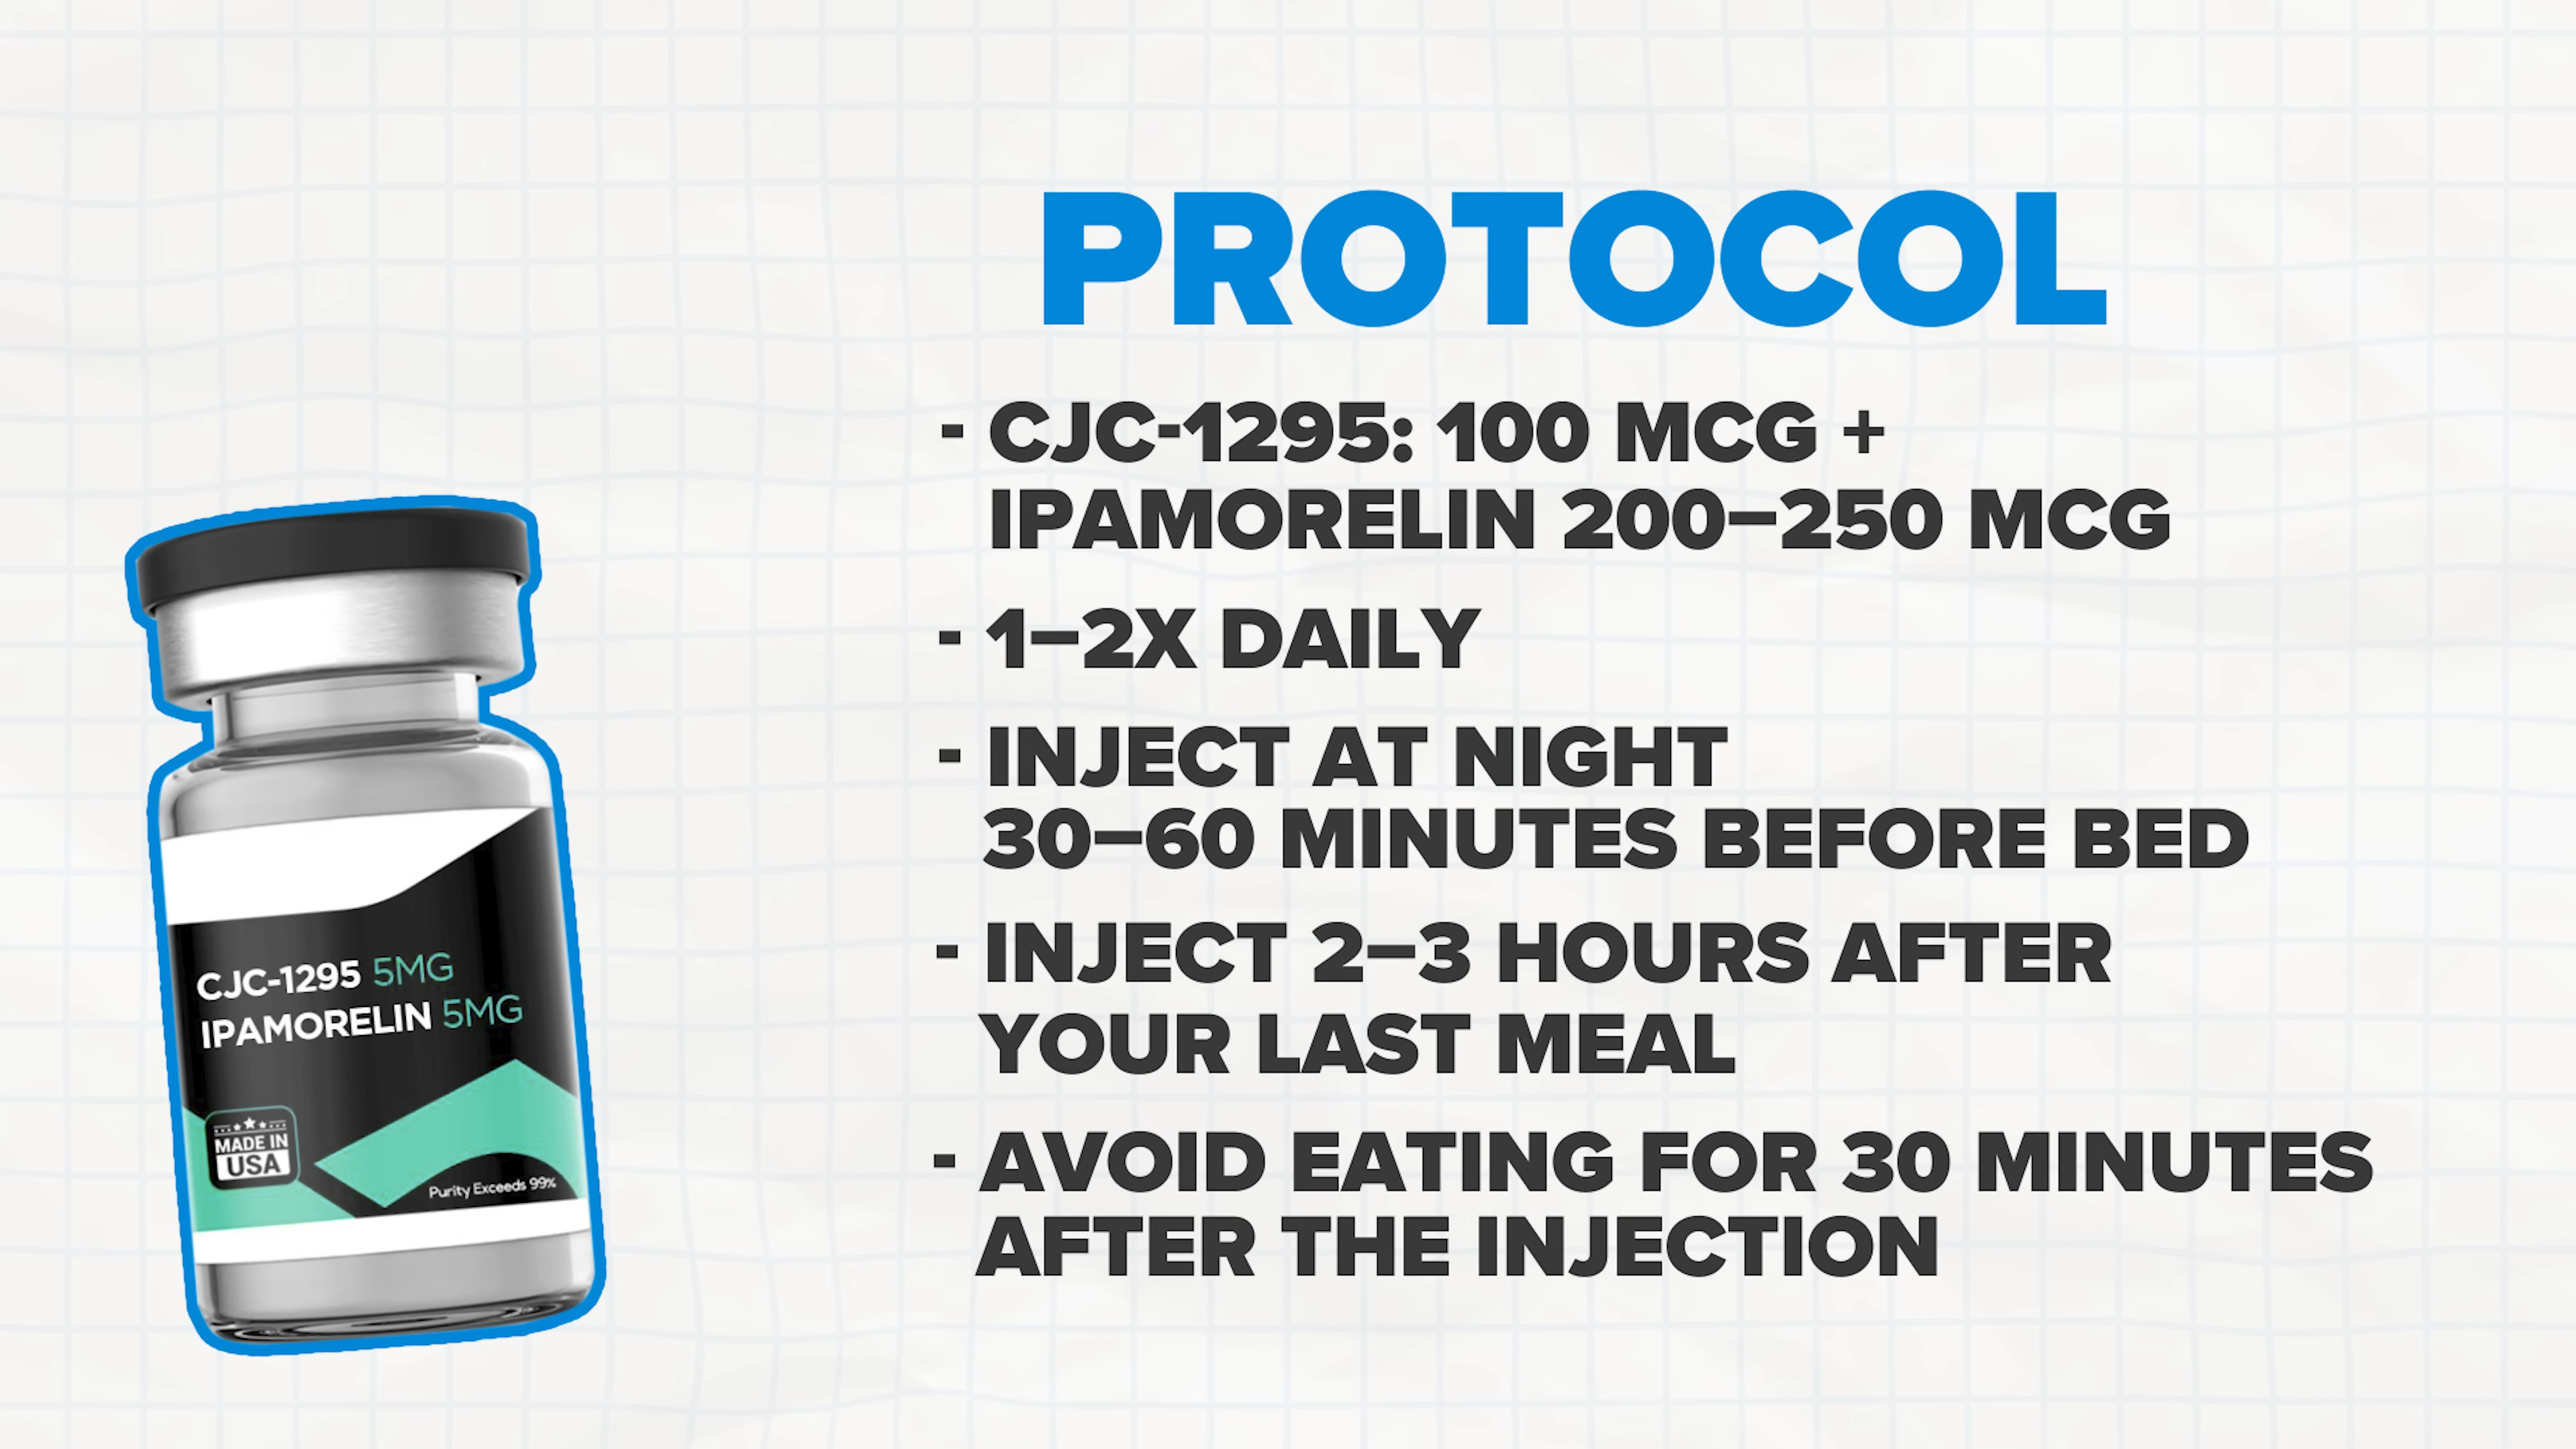 PROTOCOL
- CJC-1295: 100 MCG +
IPAMORELIN 200–250 MCG
- 1–2X DAILY
- INJECT AT NIGHT
30–60 MINUTES BEFORE BED
- INJECT 2–3 HOURS AFTER
YOUR LAST MEAL
- AVOID EATING FOR 30 MINUTES
AFTER THE INJECTION
CJC-1295 5MG
IPAMORELIN 5MG
MADE IN
USA
Purity Exceeds 99%